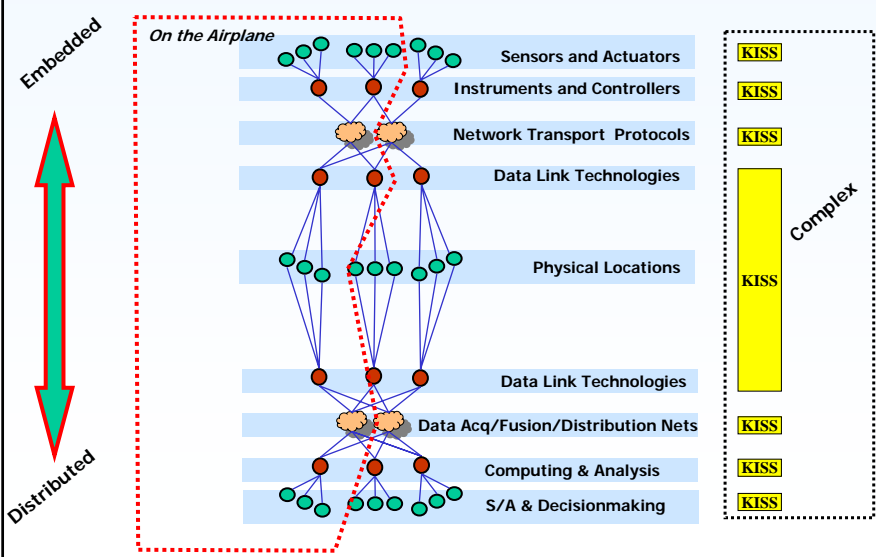 Embedded
On the Airplane
Sensors and Actuators
KISS
Instruments and Controllers
KISS
Network Transport Protocols
KISS
Data Link Technologies
Complex
Physical Locations
KISS
Data Link Technologies
Data Acq/Fusion/Distribution Nets
KISS
Distributed
Computing & Analysis
KISS
S/A & Decisionmaking
KISS